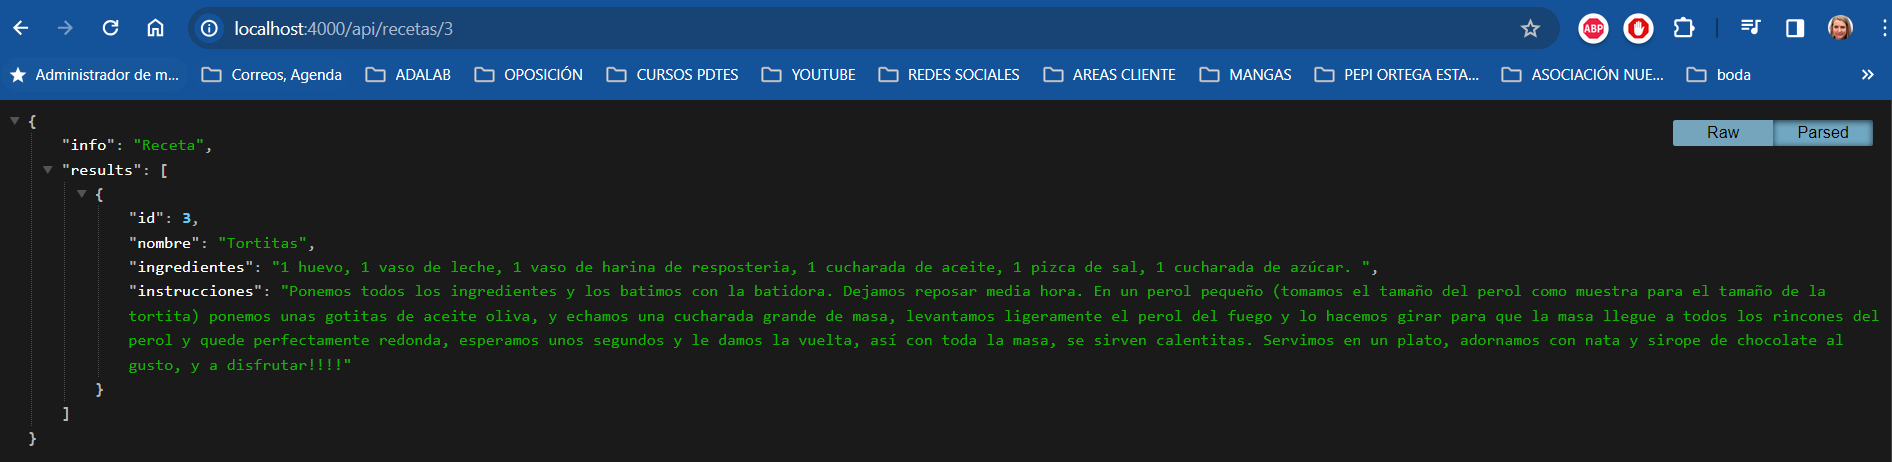 localhost:4000/api/recetas/3
ABP
Administrador de m... Correos, Agenda ADALAB OPOSICIÓN CURSOS PDTES YOUTUBE REDES SOCIALES AREAS CLIENTE MANGAS PEPI ORTEGA ESTA... ASOCIACIÓN NUE... boda »
Raw Parsed
{
"info": "Receta",
"results": [
{
"id": 3,
"nombre": "Tortitas",
"ingredientes": "1 huevo, 1 vaso de leche, 1 vaso de harina de resposteria, 1 cucharada de aceite, 1 pizca de sal, 1 cucharada de azúcar. ",
"instrucciones": "Ponemos todos los ingredientes y los batimos con la batidora. Dejamos reposar media hora. En un perol pequeño (tomamos el tamaño del perol como muestra para el tamaño de la
tortita) ponemos unas gotitas de aceite oliva, y echamos una cucharada grande de masa, levantamos ligeramente el perol del fuego y lo hacemos girar para que la masa llegue a todos los rincones del
perol y quede perfectamente redonda, esperamos unos segundos y le damos la vuelta, así con toda la masa, se sirven calentitas. Servimos en un plato, adornamos con nata y sirope de chocolate al
gusto, y a disfrutar!!!!"
}
]
}